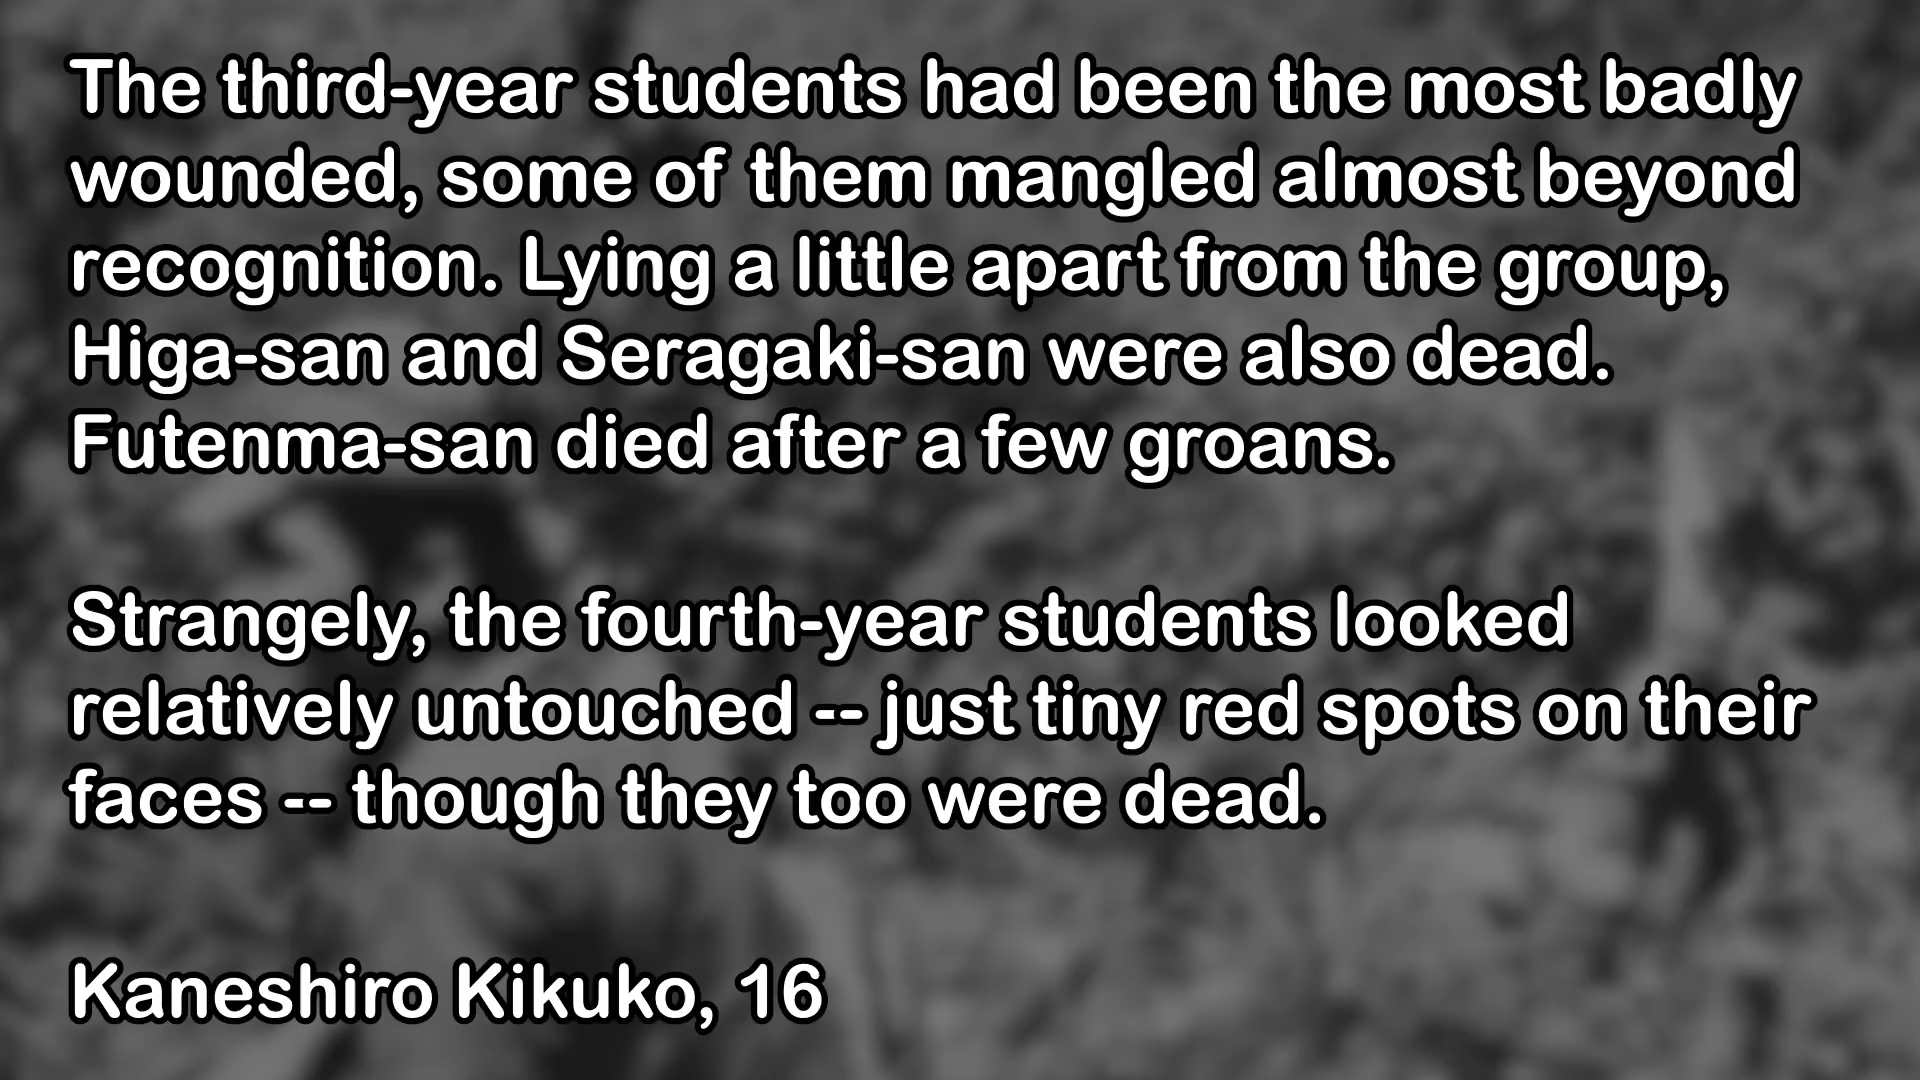 The third-year students had been the most badly
wounded, some of them mangled almost beyond
recognition. Lying a little apart from the group,
Higa-san and Seragaki-san were also dead.
Futenma-san died after a few groans.
Strangely, the fourth-year students looked
relatively untouched -- just tiny red spots on their
faces -- though they too were dead.
Kaneshiro Kikuko, 16